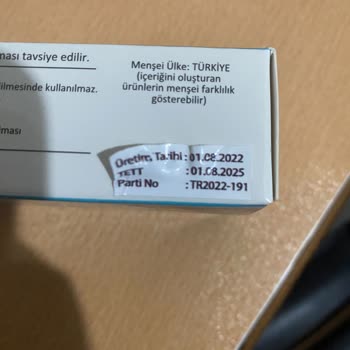 ması tavsiye edilir.
ilmesinde kullanılmaz.
ılması
Menşei Ülke: TÜRKİYE
(içeriğini oluşturan
ürünlerin menşei farklılık
gösterebilir)
Üretim Tarihi : 01.08.2022
TETT : 01.08.2025
Parti No : TR2022-191